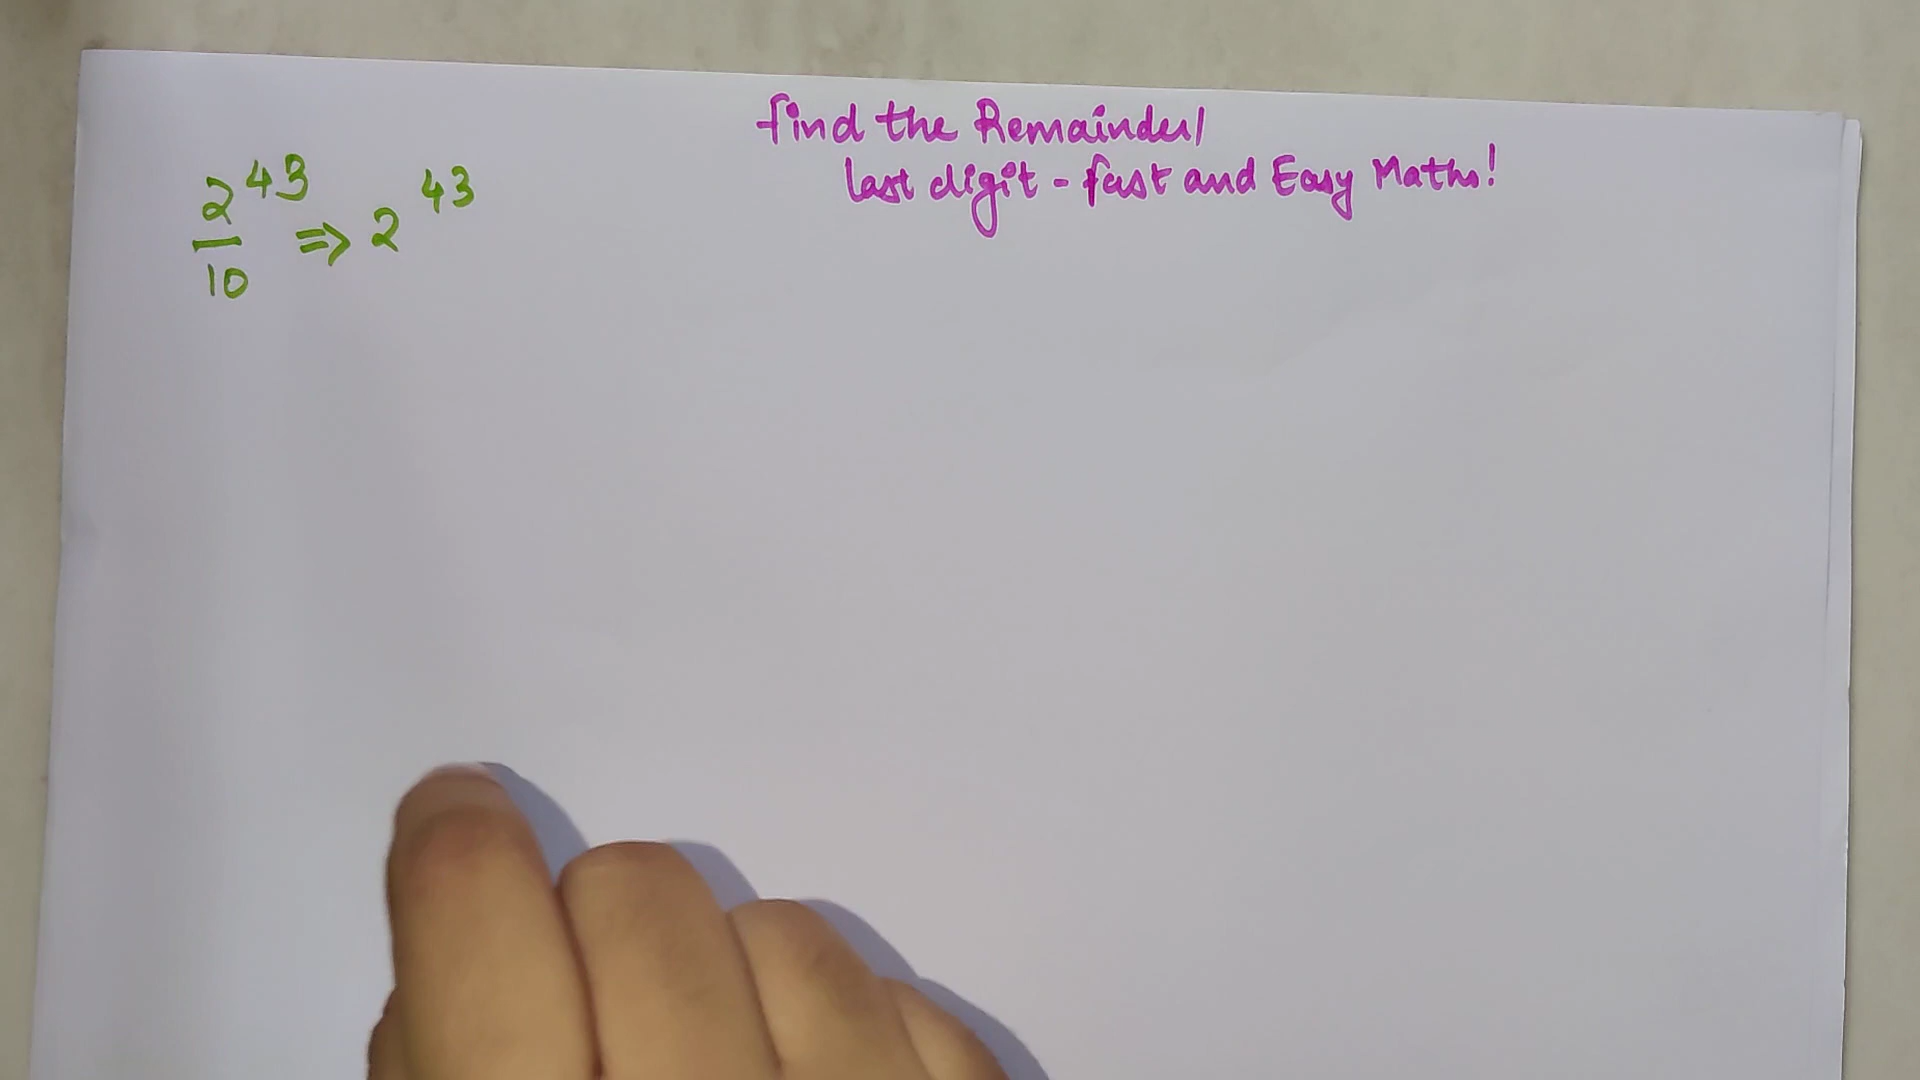 find the Remainder/
last digit - fast and Easy Maths!
2^43/10 ⇒ 2^43